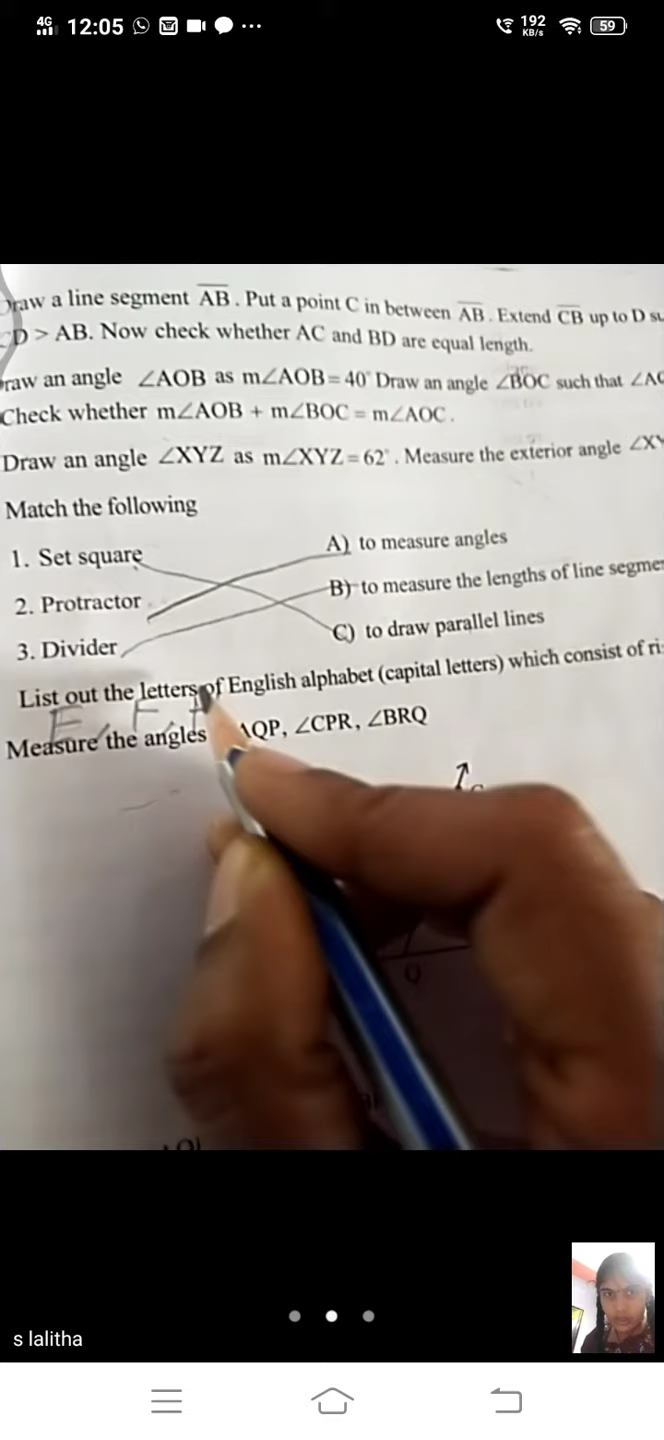 4G 12:05 192 KB/s 59
Draw a line segment AB. Put a point C in between AB. Extend CB up to D
D > AB. Now check whether AC and BD are equal length.
raw an angle ∠AOB as m∠AOB = 40° Draw an angle ∠BOC such that
Check whether m∠AOB + m∠BOC = m∠AOC.
Draw an angle ∠XYZ as m∠XYZ = 62°. Measure the exterior angle
Match the following
1. Set square
A) to measure angles
2. Protractor
B) to measure the lengths of line segme
3. Divider
C) to draw parallel lines
List out the letters of English alphabet (capital letters) which consist of ri
E, F,
Measure the angles QP, ∠CPR, ∠BRQ
Q
s lalitha